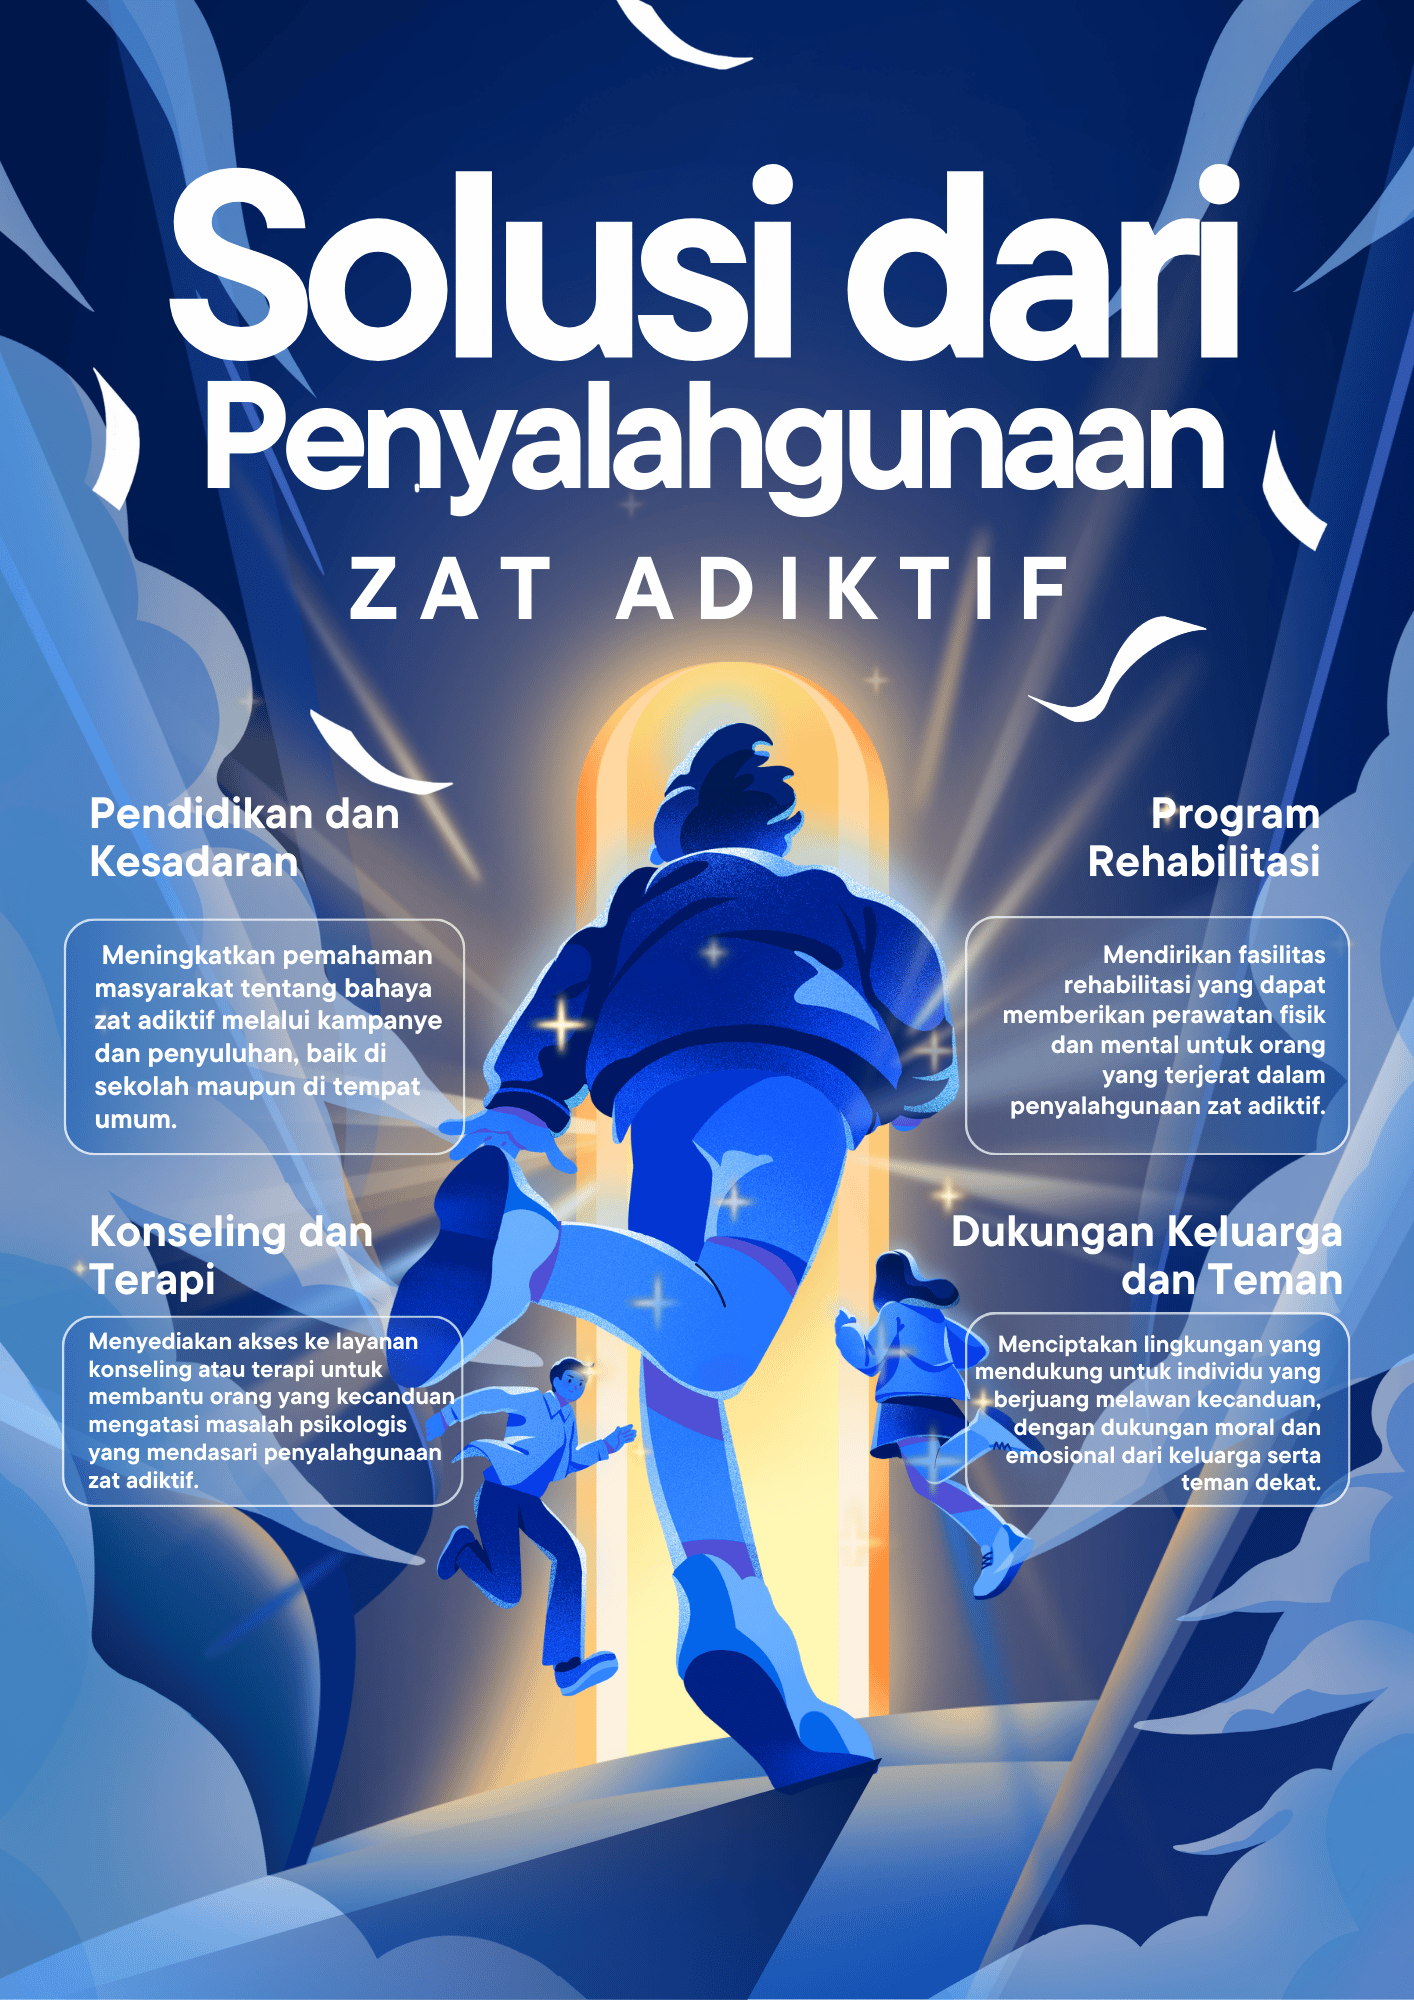 Solusi dari
Penyalahgunaan
ZAT ADIKTIF
Pendidikan dan
Kesadaran
Meningkatkan pemahaman
masyarakat tentang bahaya
zat adiktif melalui kampanye
dan penyuluhan, baik di
sekolah maupun di tempat
umum.
Program
Rehabilitasi
Mendirikan fasilitas
rehabilitasi yang dapat
memberikan perawatan fisik
dan mental untuk orang
yang terjerat dalam
penyalahgunaan zat adiktif.
Konseling dan
Terapi
Menyediakan akses ke layanan
konseling atau terapi untuk
membantu orang yang kecanduan
mengatasi masalah psikologis
yang mendasari penyalahgunaan
zat adiktif.
Dukungan Keluarga
dan Teman
Menciptakan lingkungan yang
mendukung untuk individu yang
berjuang melawan kecanduan,
dengan dukungan moral dan
emosional dari keluarga serta
teman dekat.